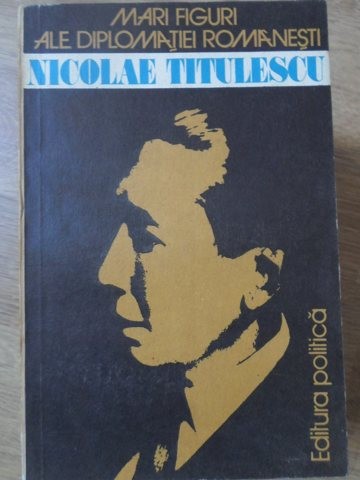 MARI FIGURI
ALE DIPLOMAȚIEI ROMÂNEȘTI
NICOLAE TITULESCU
Editura politică